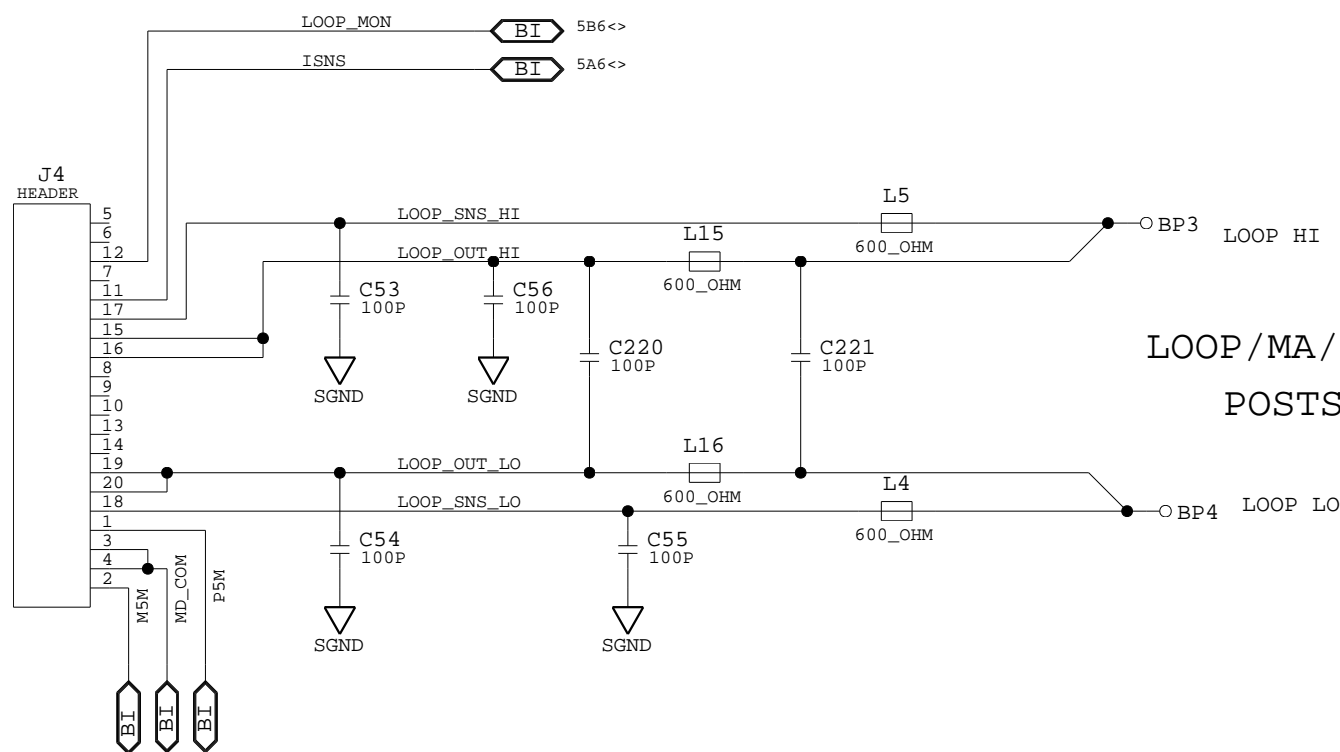 LOOP_MON
BI
5B6<>
ISNS
BI
5A6<>
J4
HEADER
5
6
12
7
11
17
15
16
8
9
10
13
14
19
20
18
1
3
4
2
LOOP_SNS_HI
L5
600_OHM
BP3
LOOP HI
LOOP_OUT_HI
L15
600_OHM
C53
100P
C56
100P
SGND
SGND
C220
100P
C221
100P
LOOP/MA/
POSTS
LOOP_OUT_LO
L16
600_OHM
LOOP_SNS_LO
L4
600_OHM
BP4
LOOP LO
C54
100P
C55
100P
SGND
SGND
M5M
MD_COM
P5M
BI
BI
BI